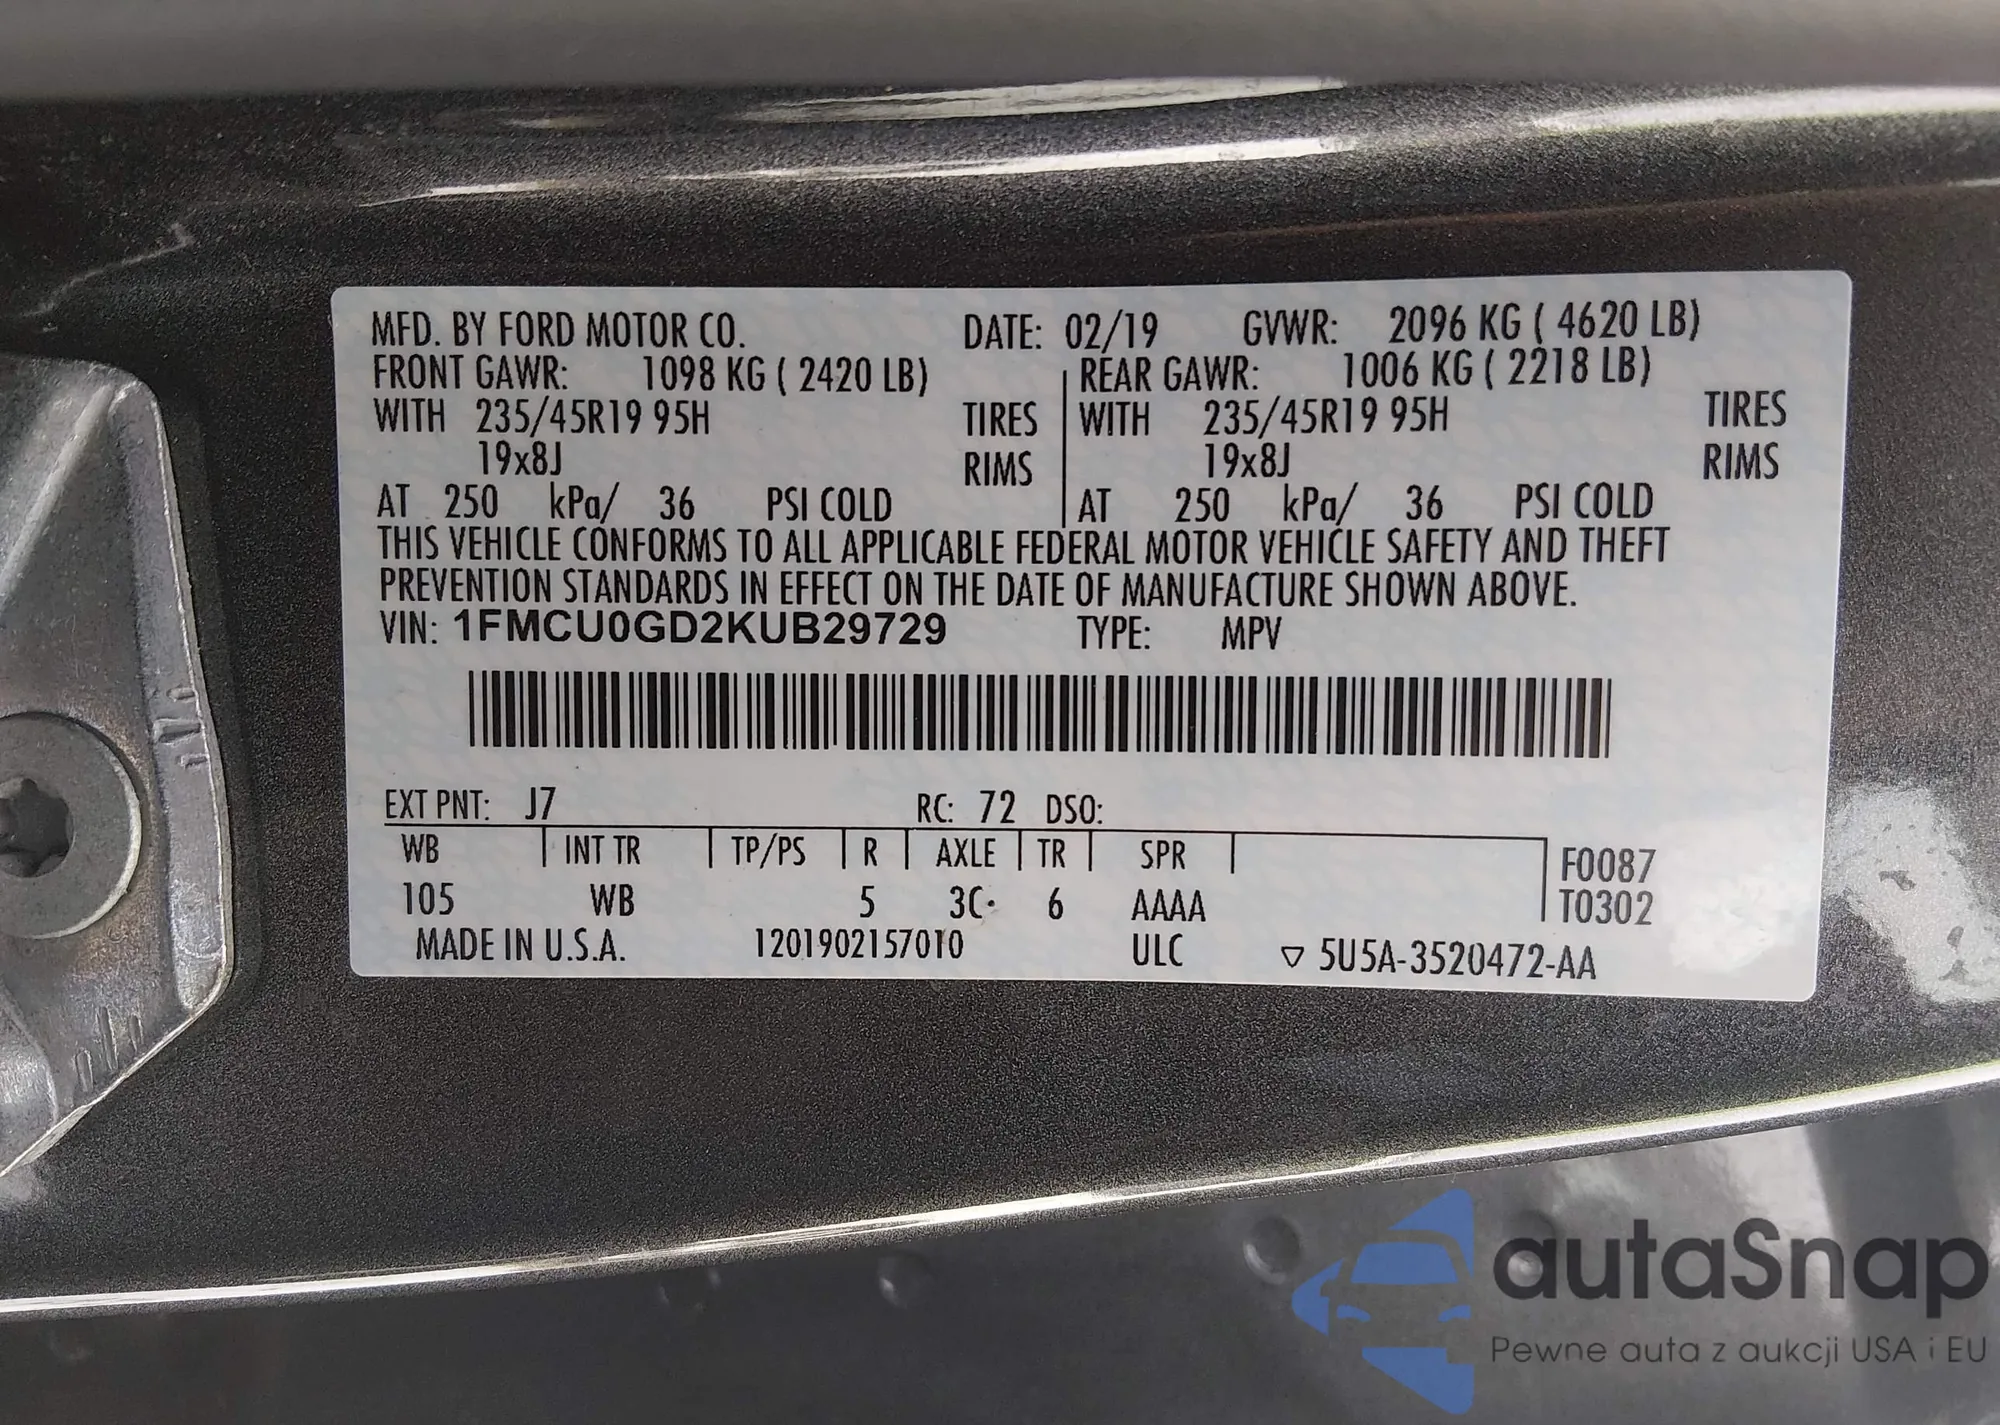 MFD. BY FORD MOTOR CO. DATE: 02/19 GVWR: 2096 KG ( 4620 LB)
FRONT GAWR: 1098 KG ( 2420 LB) REAR GAWR: 1006 KG ( 2218 LB)
WITH 235/45R19 95H TIRES WITH 235/45R19 95H TIRES
19x8J RIMS 19x8J RIMS
AT 250 kPa/ 36 PSI COLD AT 250 kPa/ 36 PSI COLD
THIS VEHICLE CONFORMS TO ALL APPLICABLE FEDERAL MOTOR VEHICLE SAFETY AND THEFT
PREVENTION STANDARDS IN EFFECT ON THE DATE OF MANUFACTURE SHOWN ABOVE.
VIN: 1FMCU0GD2KUB29729 TYPE: MPV
EXT PNT: J7 RC: 72 DSO:
WB INT TR TP/PS R AXLE TR SPR F0087
105 WB 5 3C 6 AAAA T0302
MADE IN U.S.A. 1201902157010 ULC ▽ 5U5A-3520472-AA
autaSnap
Pewne auta z aukcji USA i EU